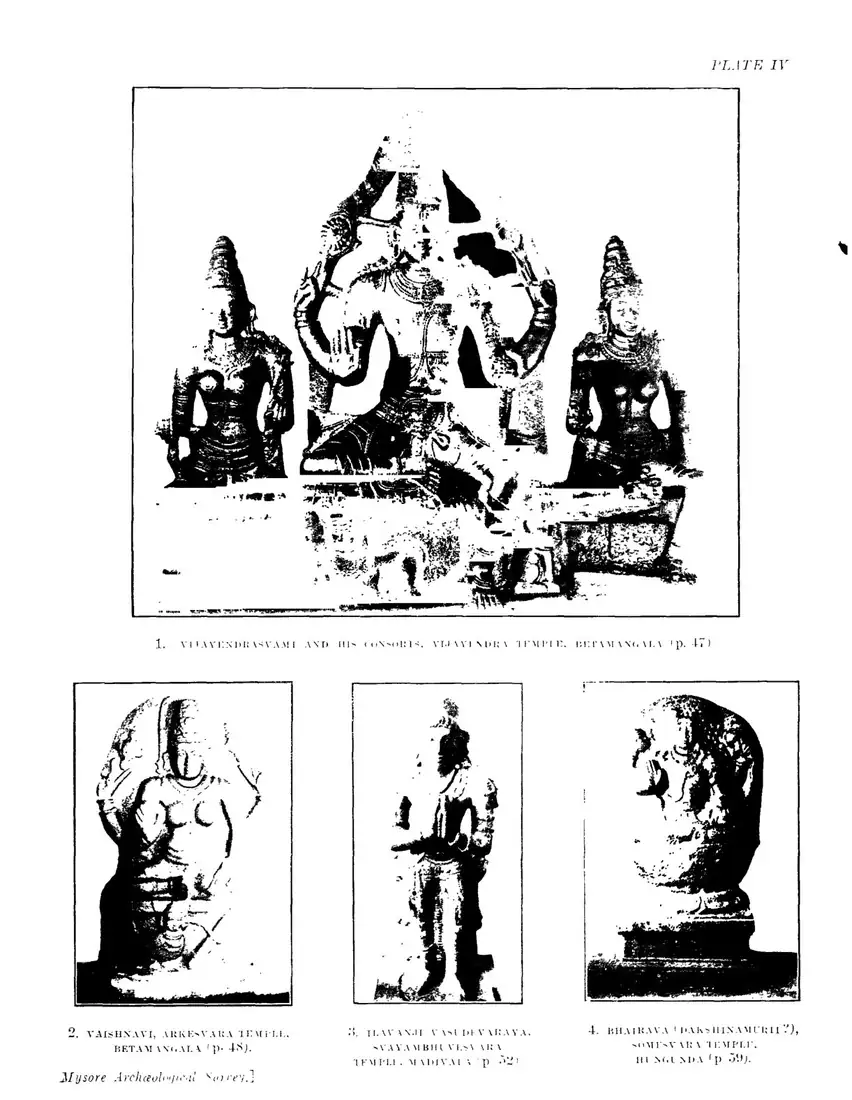 PLATE IV
1. VIJAYENDRASVAMI AND HIS CONSORTS, VIJAYENDRA TEMPLE, BETAMANGALA (p. 47)
2. VAISHNAVI, ARKESVARA TEMPLE,
BETAMANGALA (p. 48).
3. ILAVANJI VASUDEVARAYA,
SVAYAMBHUVESVARA
TEMPLE, MADIVALA (p 52)
4. BHAIRAVA (DAKSHINAMURTI?),
SOMESVARA TEMPLE,
HUNGUNDA (p 59).
Mysore Archæological Survey.]